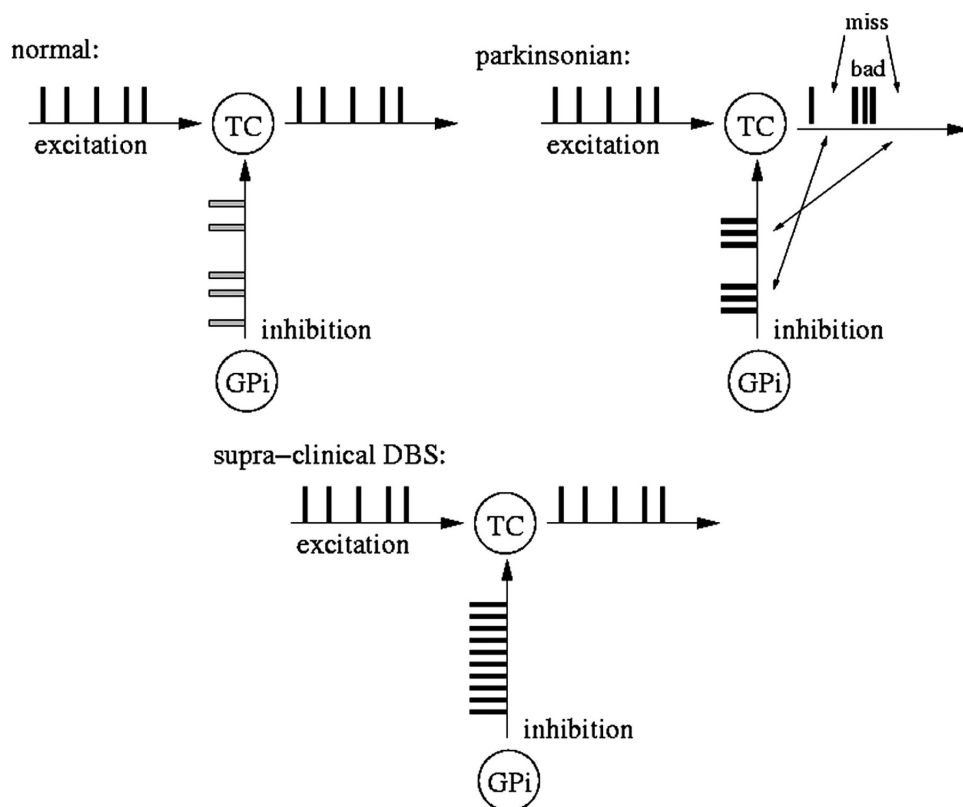 normal:
TC
excitation
inhibition
GPi
parkinsonian:
miss
bad
TC
excitation
inhibition
GPi
supra–clinical DBS:
TC
excitation
inhibition
GPi